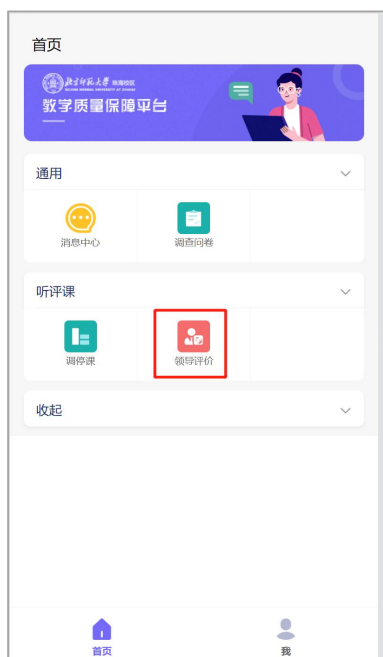 首页
北京师范大学 珠海校区
教学质量保障平台
通用
消息中心
调查问卷
听评课
调停课
领导评价
收起
首页
我